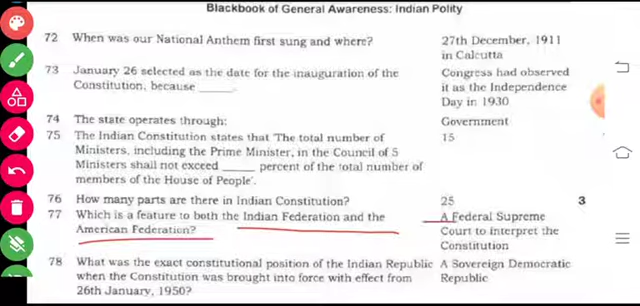 Blackbook of General Awareness: Indian Polity
72 When was our National Anthem first sung and where? 27th December, 1911
in Calcutta
73 January 26 selected as the date for the inauguration of the Congress had observed
Constitution, because _____. it as the Independence
Day in 1930
74 The state operates through: Government
75 The Indian Constitution states that 'The total number of 15
Ministers, including the Prime Minister, in the Council of 5
Ministers shall not exceed _____ percent of the total number of
members of the House of People'.
76 How many parts are there in Indian Constitution? 25 3
77 Which is a feature to both the Indian Federation and the A Federal Supreme
American Federation? Court to interpret the
Constitution
78 What was the exact constitutional position of the Indian Republic A Sovereign Democratic
when the Constitution was brought into force with effect from Republic
26th January, 1950?